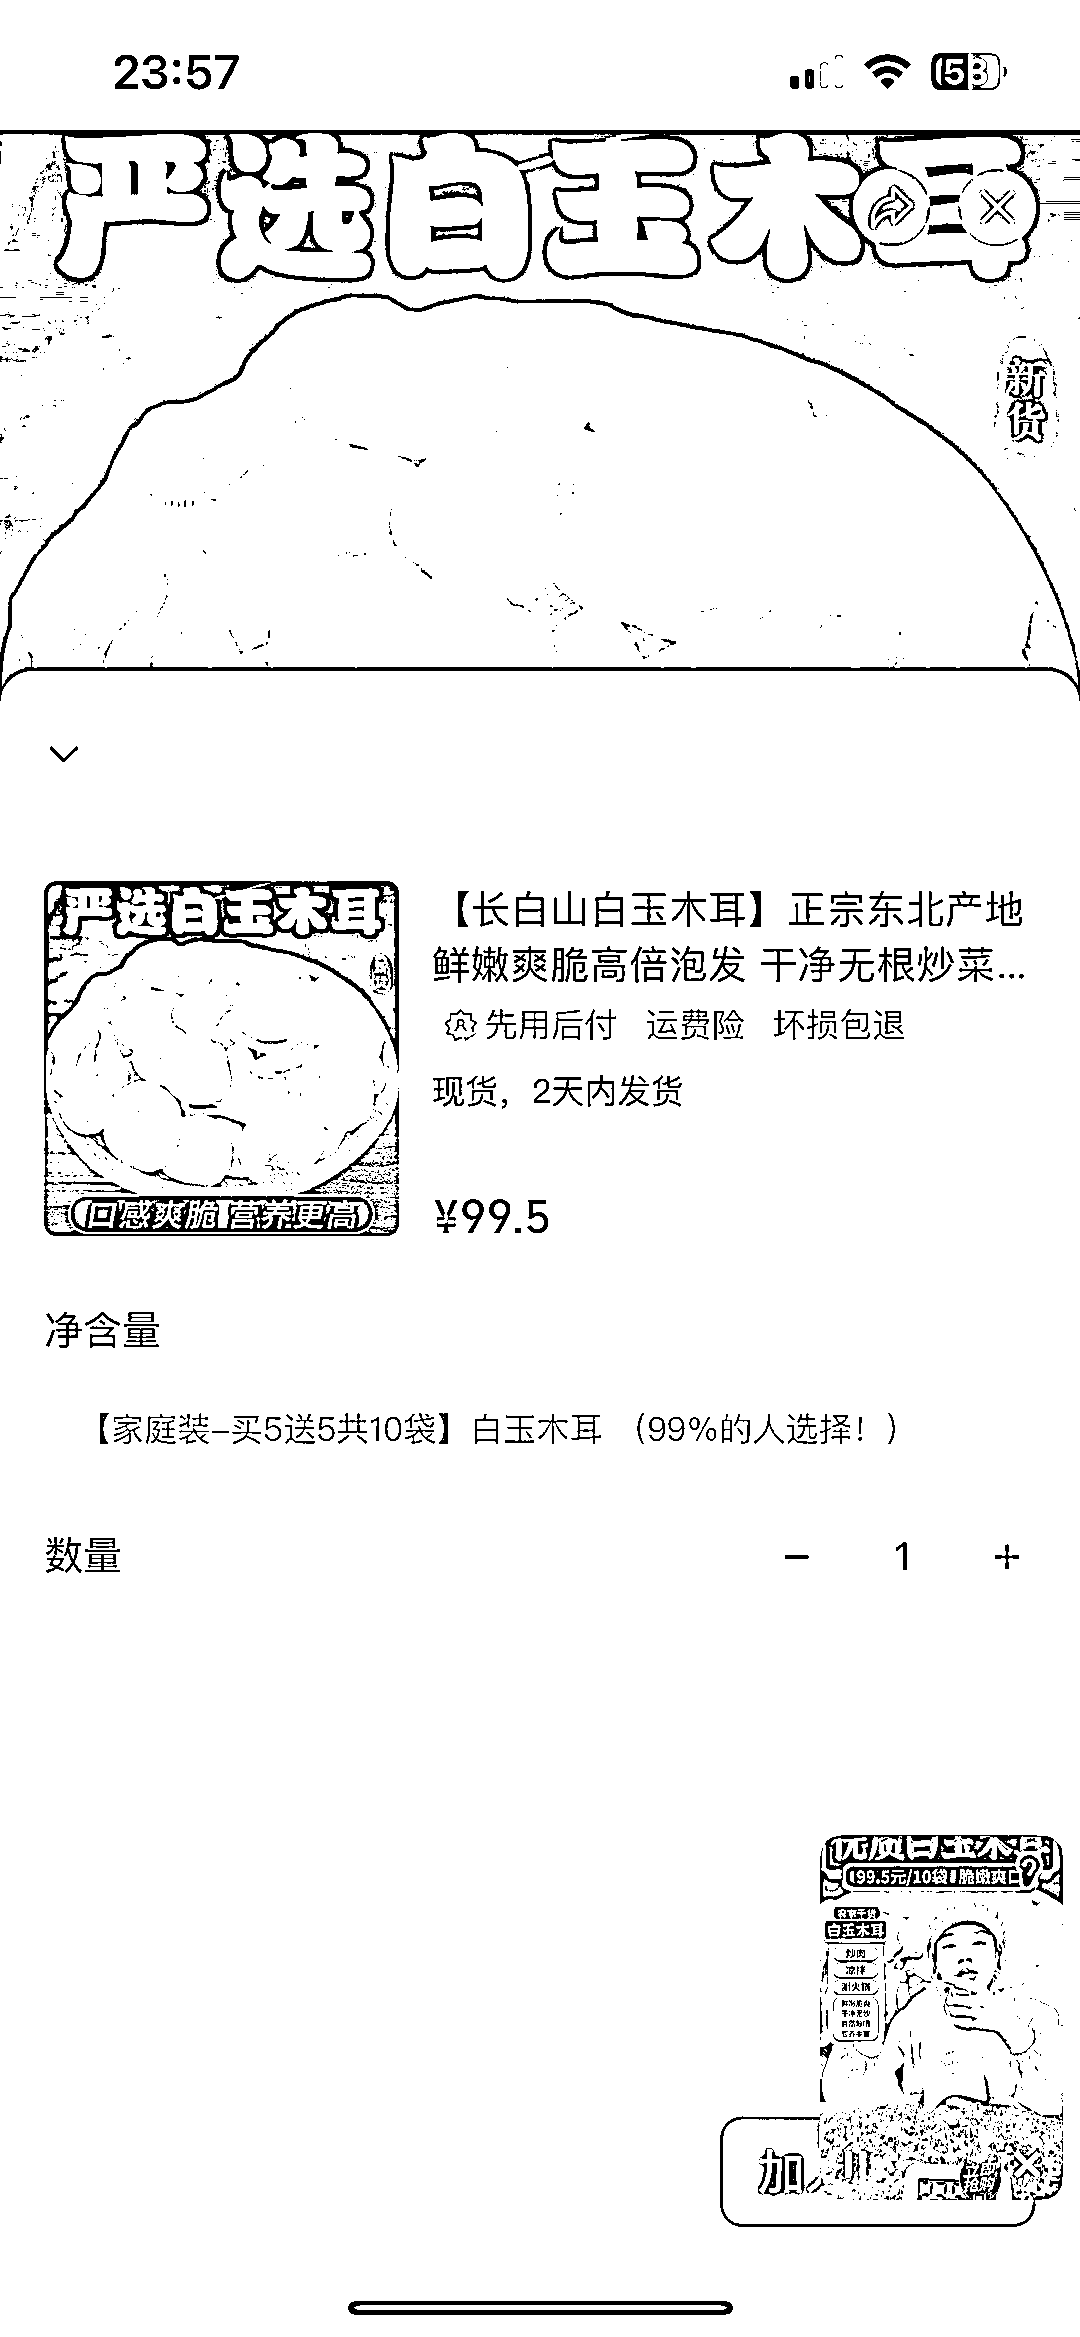 23:57
58
严选白玉木耳
新货
严选白玉木耳
口感爽脆 营养更高
【长白山白玉木耳】正宗东北产地
鲜嫩爽脆高倍泡发 干净无根炒菜...
先用后付 运费险 坏损包退
现货，2天内发货
¥99.5
净含量
【家庭装-买5送5共10袋】白玉木耳 （99%的人选择！）
数量
− 1 +
优质白玉木耳
99.5元/10袋 脆嫩爽口
白玉木耳
炒肉
凉拌
涮火锅
加入